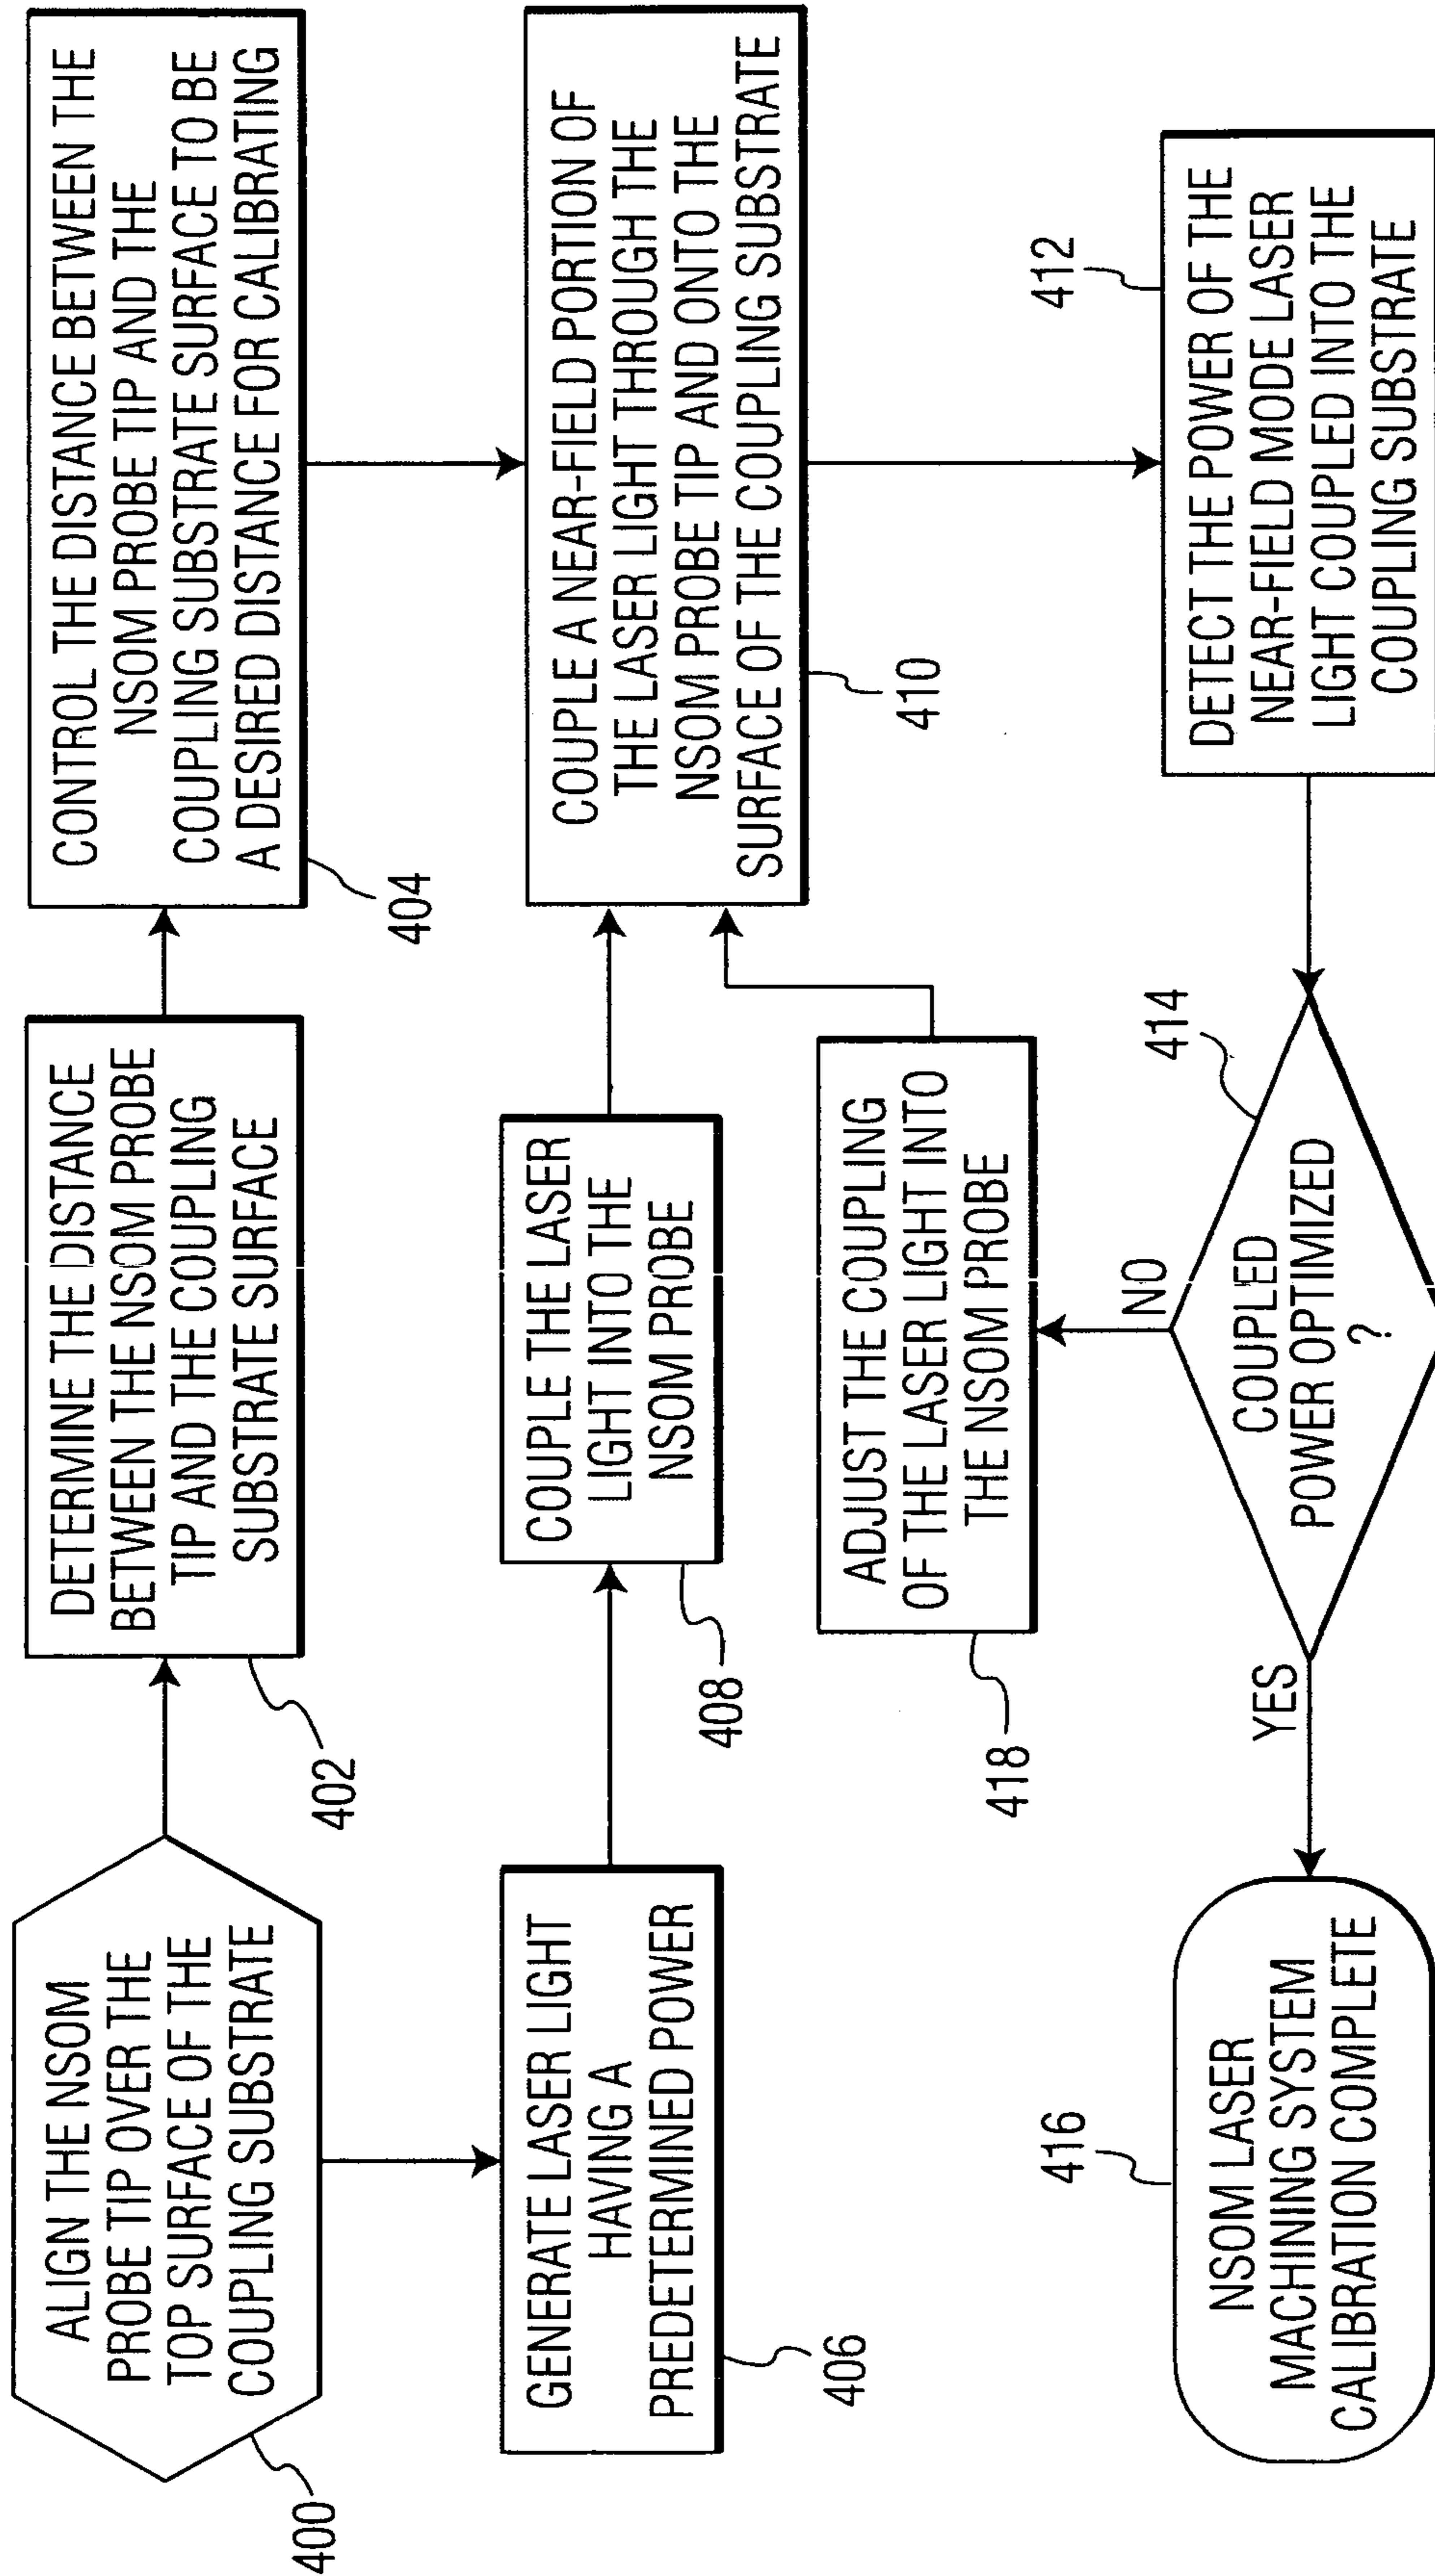 ALIGN THE NSOM
PROBE TIP OVER THE
TOP SURFACE OF THE
COUPLING SUBSTRATE
400
DETERMINE THE DISTANCE
BETWEEN THE NSOM PROBE
TIP AND THE COUPLING
SUBSTRATE SURFACE
402
CONTROL THE DISTANCE BETWEEN THE
NSOM PROBE TIP AND THE
COUPLING SUBSTRATE SURFACE TO BE
A DESIRED DISTANCE FOR CALIBRATING
404
GENERATE LASER LIGHT
HAVING A
PREDETERMINED POWER
406
COUPLE THE LASER
LIGHT INTO THE
NSOM PROBE
408
COUPLE A NEAR-FIELD PORTION OF
THE LASER LIGHT THROUGH THE
NSOM PROBE TIP AND ONTO THE
SURFACE OF THE COUPLING SUBSTRATE
410
ADJUST THE COUPLING
OF THE LASER LIGHT INTO
THE NSOM PROBE
418
NSOM LASER
MACHINING SYSTEM
CALIBRATION COMPLETE
416
YES
COUPLED
POWER OPTIMIZED
?
NO
414
DETECT THE POWER OF THE
NEAR-FIELD MODE LASER
LIGHT COUPLED INTO THE
COUPLING SUBSTRATE
412